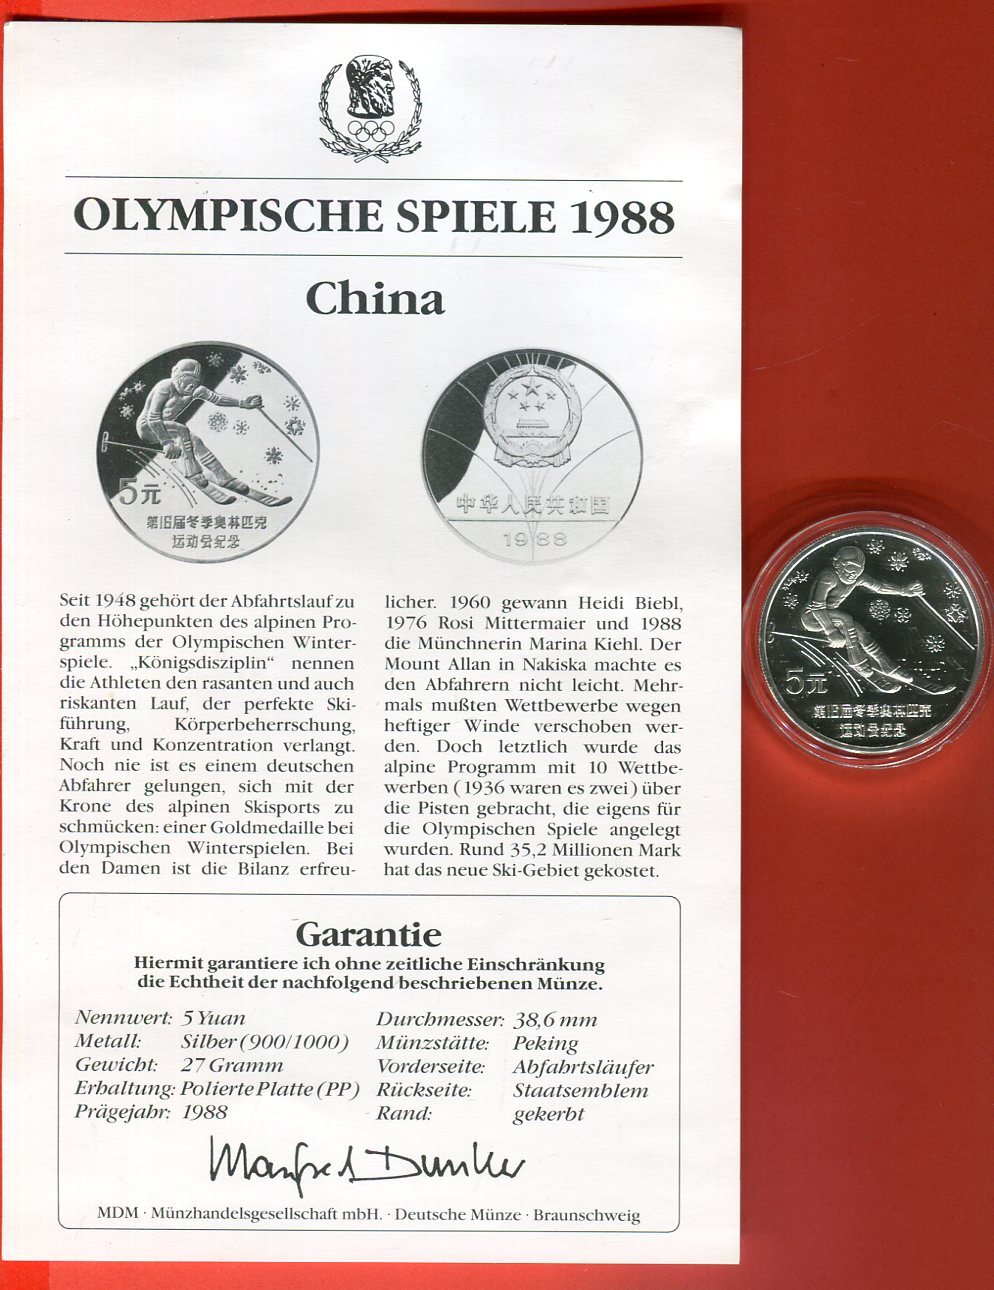 OLYMPISCHE SPIELE 1988
China
5元
第15届冬季奥林匹克
运动会纪念
中华人民共和国
1988
Seit 1948 gehört der Abfahrtslauf zu
den Höhepunkten des alpinen Pro-
gramms der Olympischen Winter-
spiele. „Königsdisziplin“ nennen
die Athleten den rasanten und auch
riskanten Lauf, der perfekte Ski-
führung, Körperbeherrschung,
Kraft und Konzentration verlangt.
Noch nie ist es einem deutschen
Abfahrer gelungen, sich mit der
Krone des alpinen Skisports zu
schmücken: einer Goldmedaille bei
Olympischen Winterspielen. Bei
den Damen ist die Bilanz erfreu-
licher. 1960 gewann Heidi Biebl,
1976 Rosi Mittermaier und 1988
die Münchnerin Marina Kiehl. Der
Mount Allan in Nakiska machte es
den Abfahrern nicht leicht. Mehr-
mals mußten Wettbewerbe wegen
heftiger Winde verschoben wer-
den. Doch letztlich wurde das
alpine Programm mit 10 Wettbe-
werben (1936 waren es zwei) über
die Pisten gebracht, die eigens für
die Olympischen Spiele angelegt
wurden. Rund 35,2 Millionen Mark
hat das neue Ski-Gebiet gekostet.
5元
第15届冬季奥林匹克
运动会纪念
Garantie
Hiermit garantiere ich ohne zeitliche Einschränkung
die Echtheit der nachfolgend beschriebenen Münze.
Nennwert: 5 Yuan
Metall: Silber (900/1000)
Gewicht: 27 Gramm
Erhaltung: Polierte Platte (PP)
Prägejahr: 1988
Durchmesser: 38,6 mm
Münzstätte: Peking
Vorderseite: Abfahrtsläufer
Rückseite: Staatsemblem
Rand: gekerbt
Manfred Dunker
MDM · Münzhandelsgesellschaft mbH. · Deutsche Münze · Braunschweig